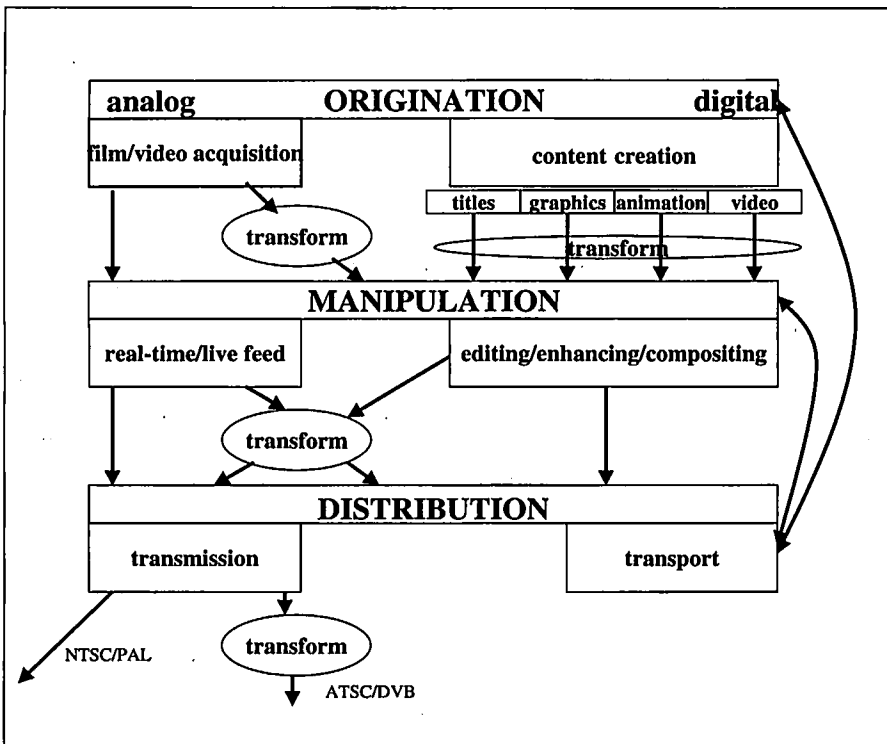 analog ORIGINATION digital
film/video acquisition
content creation
titles graphics animation video
transform
transform
MANIPULATION
real-time/live feed
editing/enhancing/compositing
transform
DISTRIBUTION
transmission
transport
NTSC/PAL
transform
ATSC/DVB